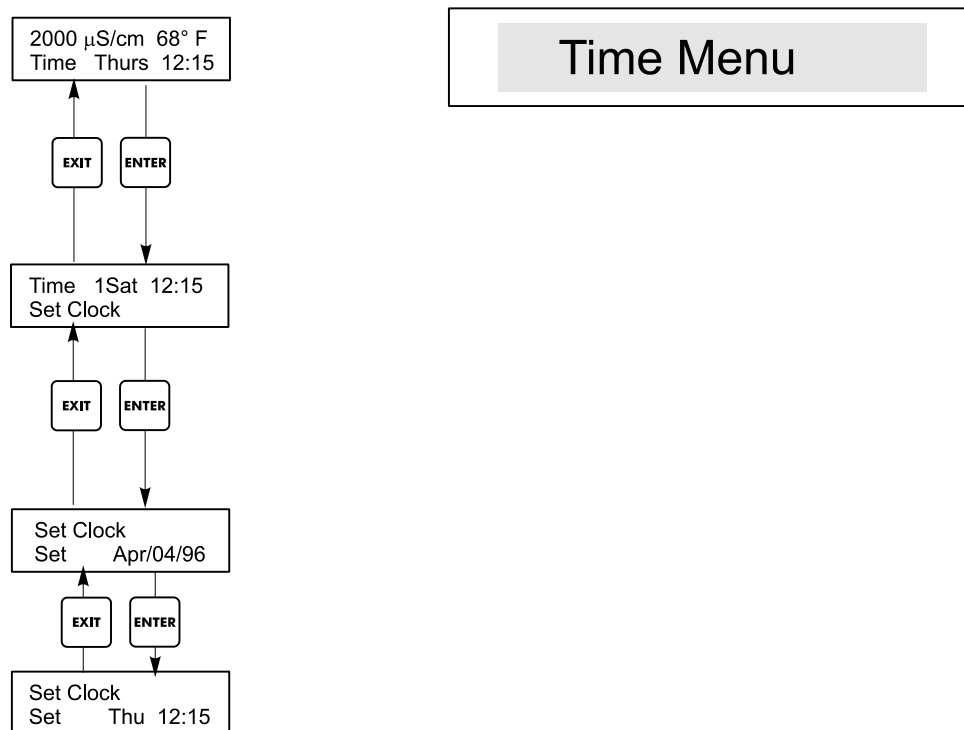 Time Menu
2000 μS/cm 68° F
Time Thurs 12:15
EXIT ENTER
Time 1Sat 12:15
Set Clock
EXIT ENTER
Set Clock
Set Apr/04/96
EXIT ENTER
Set Clock
Set Thu 12:15